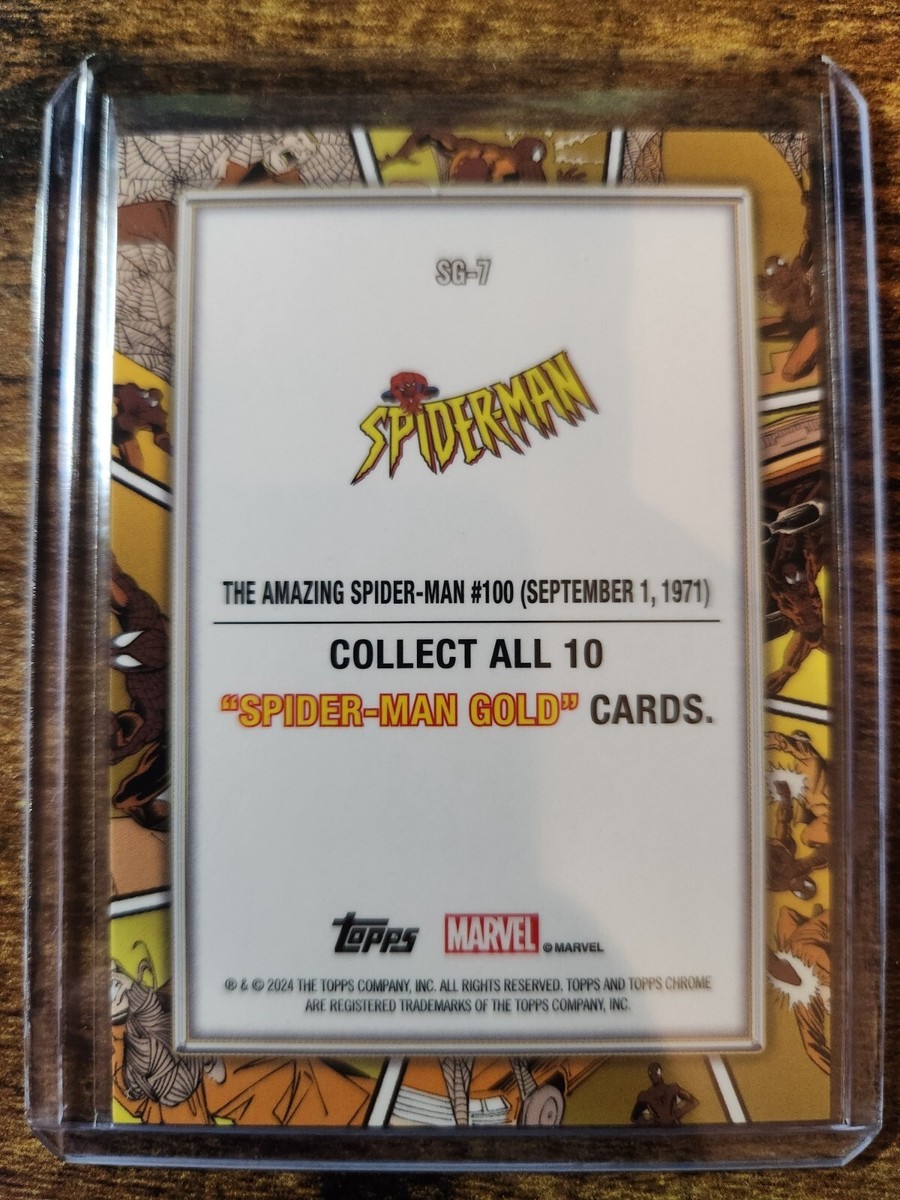 SG-7
SPIDER-MAN
THE AMAZING SPIDER-MAN #100 (SEPTEMBER 1, 1971)
COLLECT ALL 10
“SPIDER-MAN GOLD” CARDS.
topps MARVEL © MARVEL
® & © 2024 THE TOPPS COMPANY, INC. ALL RIGHTS RESERVED. TOPPS AND TOPPS CHROME
ARE REGISTERED TRADEMARKS OF THE TOPPS COMPANY, INC.